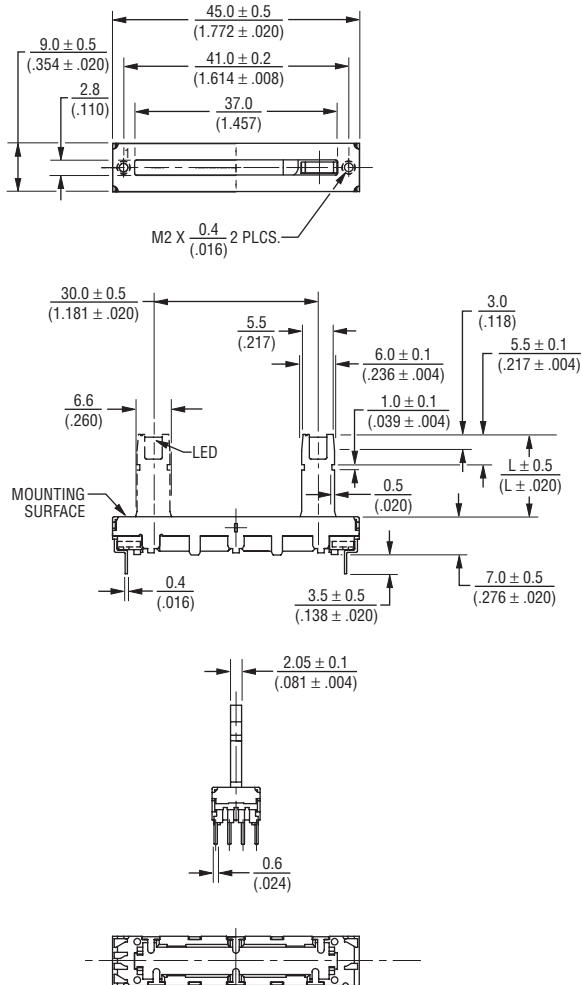 45.0 ± 0.5
(1.772 ± .020)
9.0 ± 0.5
(.354 ± .020)
41.0 ± 0.2
(1.614 ± .008)
2.8
(.110)
37.0
(1.457)
M2 X 0.4 2 PLCS.
(.016)
30.0 ± 0.5
(1.181 ± .020)
5.5
(.217)
3.0
(.118)
6.0 ± 0.1
(.236 ± .004)
5.5 ± 0.1
(.217 ± .004)
6.6
(.260)
1.0 ± 0.1
(.039 ± .004)
LED
L ± 0.5
(L ± .020)
MOUNTING
SURFACE
0.5
(.020)
0.4
(.016)
3.5 ± 0.5
(.138 ± .020)
7.0 ± 0.5
(.276 ± .020)
2.05 ± 0.1
(.081 ± .004)
0.6
(.024)